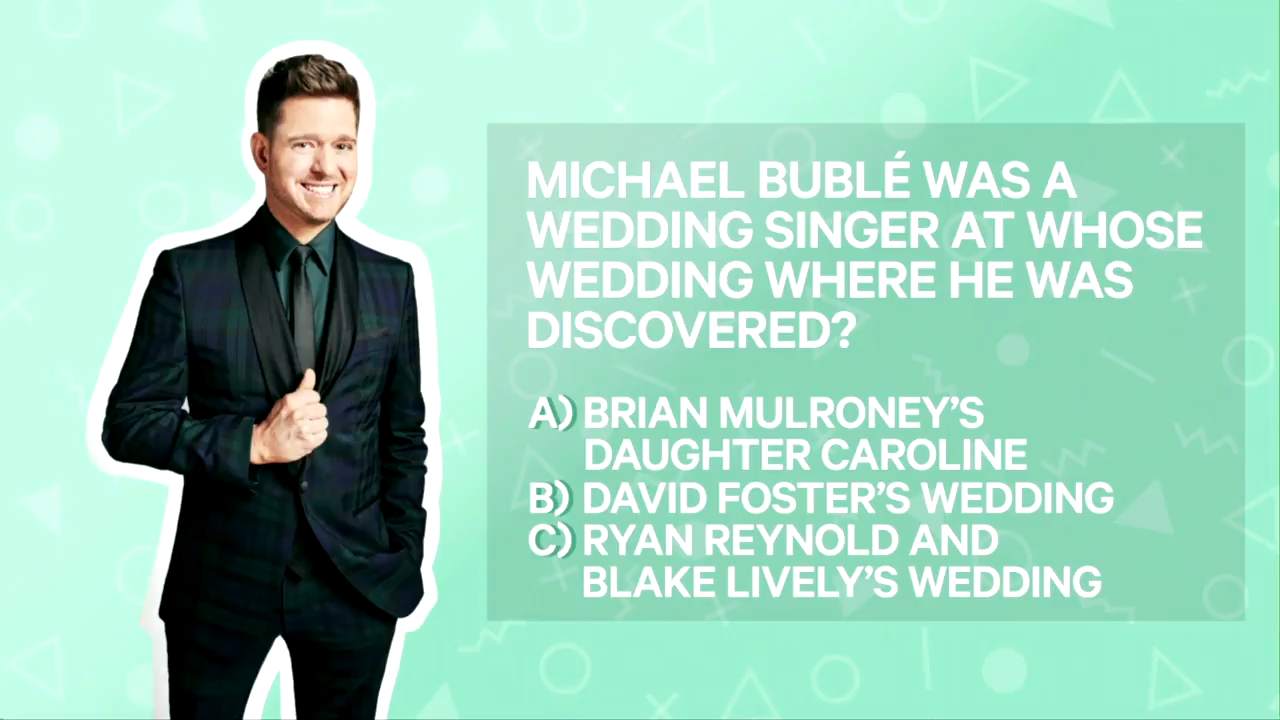 MICHAEL BUBLÉ WAS A
WEDDING SINGER AT WHOSE
WEDDING WHERE HE WAS
DISCOVERED?
A) BRIAN MULRONEY'S
DAUGHTER CAROLINE
B) DAVID FOSTER'S WEDDING
C) RYAN REYNOLD AND
BLAKE LIVELY'S WEDDING